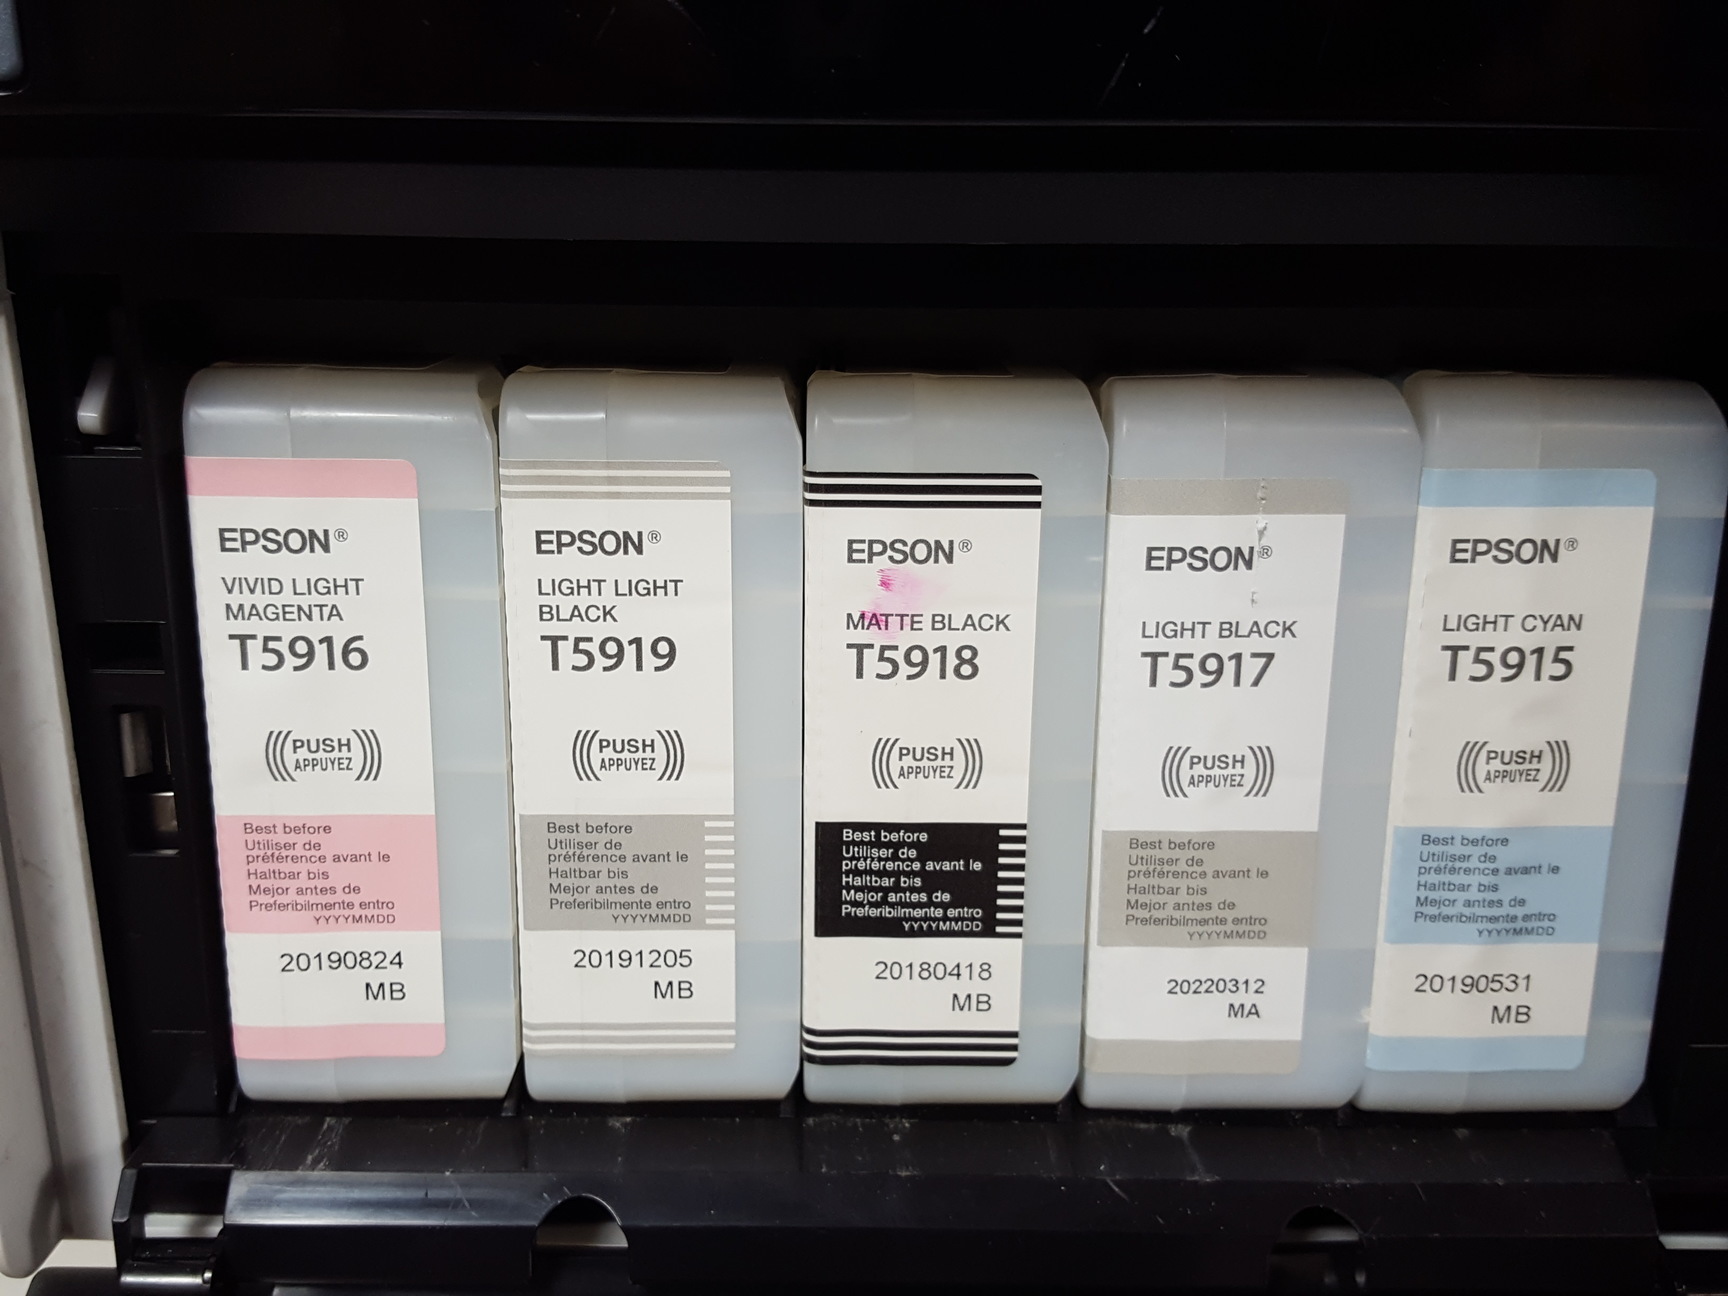 EPSON®
VIVID LIGHT
MAGENTA
T5916
PUSH
APPUYEZ
Best before
Utiliser de
préférence avant le
Haltbar bis
Mejor antes de
Preferibilmente entro
YYYYMMDD
20190824
MB
EPSON®
LIGHT LIGHT
BLACK
T5919
PUSH
APPUYEZ
Best before
Utiliser de
préférence avant le
Haltbar bis
Mejor antes de
Preferibilmente entro
YYYYMMDD
20191205
MB
EPSON®
MATTE BLACK
T5918
PUSH
APPUYEZ
Best before
Utiliser de
préférence avant le
Haltbar bis
Mejor antes de
Preferibilmente entro
YYYYMMDD
20180418
MB
EPSON®
LIGHT BLACK
T5917
PUSH
APPUYEZ
Best before
Utiliser de
préférence avant le
Haltbar bis
Mejor antes de
Preferibilmente entro
YYYYMMDD
20220312
MA
EPSON®
LIGHT CYAN
T5915
PUSH
APPUYEZ
Best before
Utiliser de
préférence avant le
Haltbar bis
Mejor antes de
Preferibilmente entro
YYYYMMDD
20190531
MB